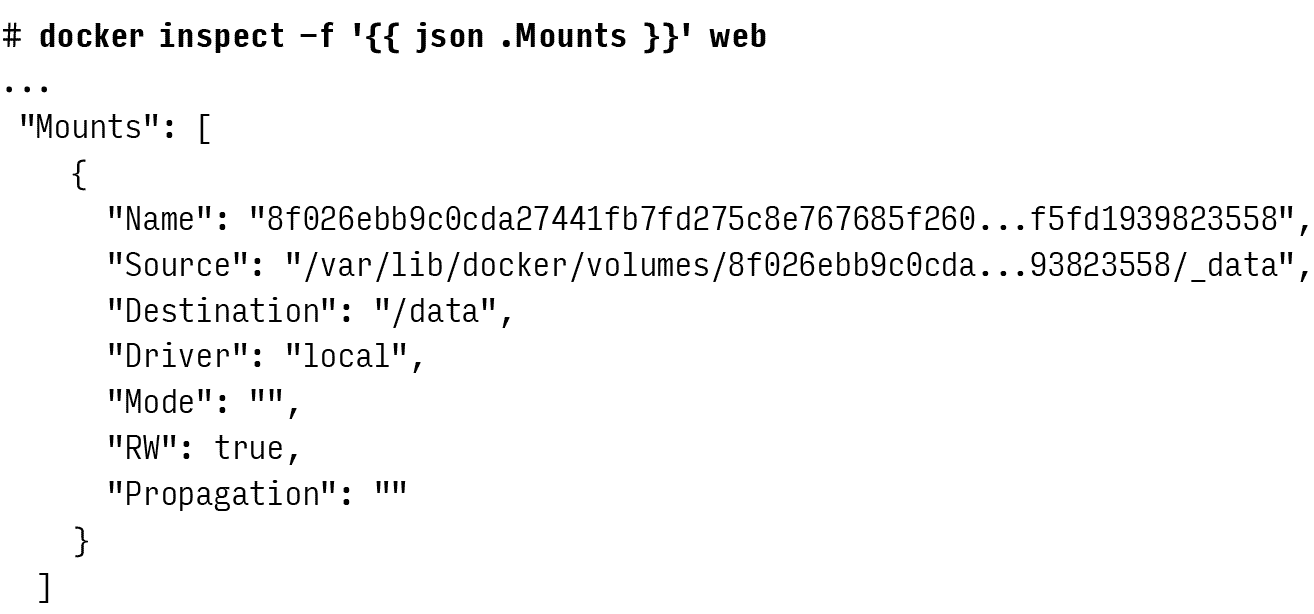 # docker inspect -f '{{ json .Mounts }}' web
...
"Mounts": [
{
"Name": "8f026ebb9c0cda27441fb7fd275c8e767685f260...f5fd1939823558",
"Source": "/var/lib/docker/volumes/8f026ebb9c0cda...93823558/_data",
"Destination": "/data",
"Driver": "local",
"Mode": "",
"RW": true,
"Propagation": ""
}
]